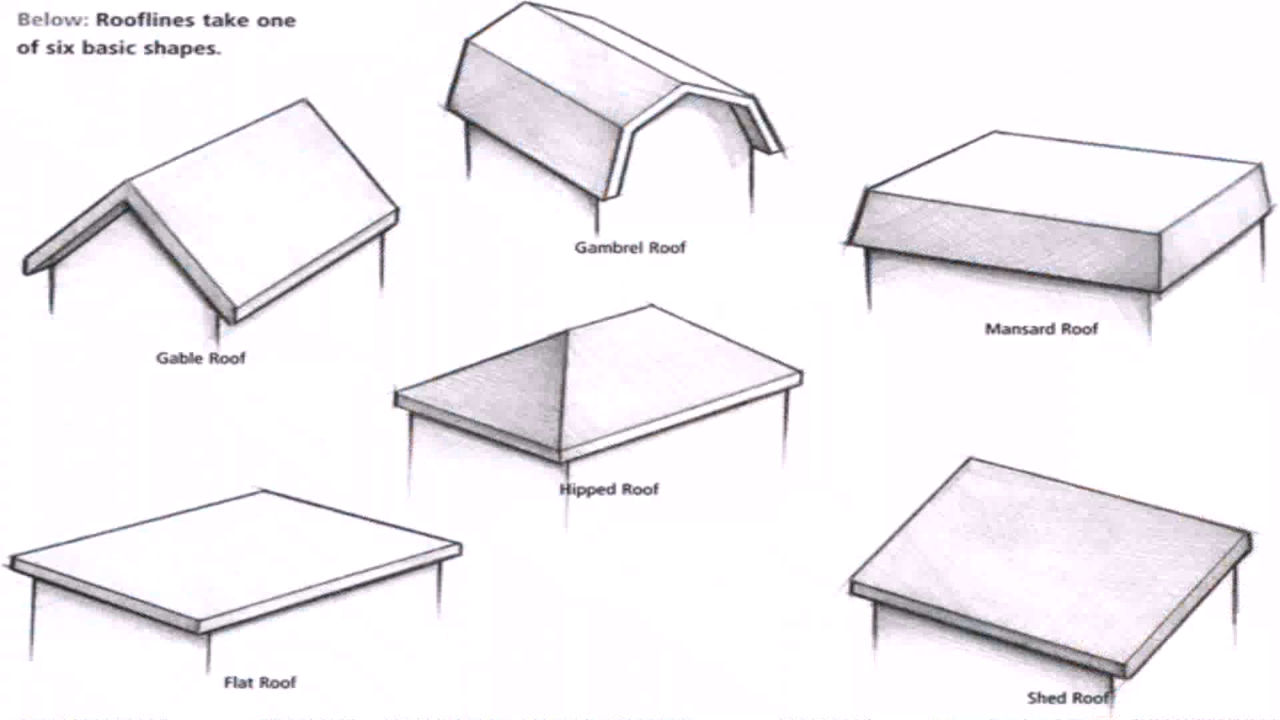 Below: Rooflines take one
of six basic shapes.
Gambrel Roof
Mansard Roof
Gable Roof
Hipped Roof
Flat Roof
Shed Roof